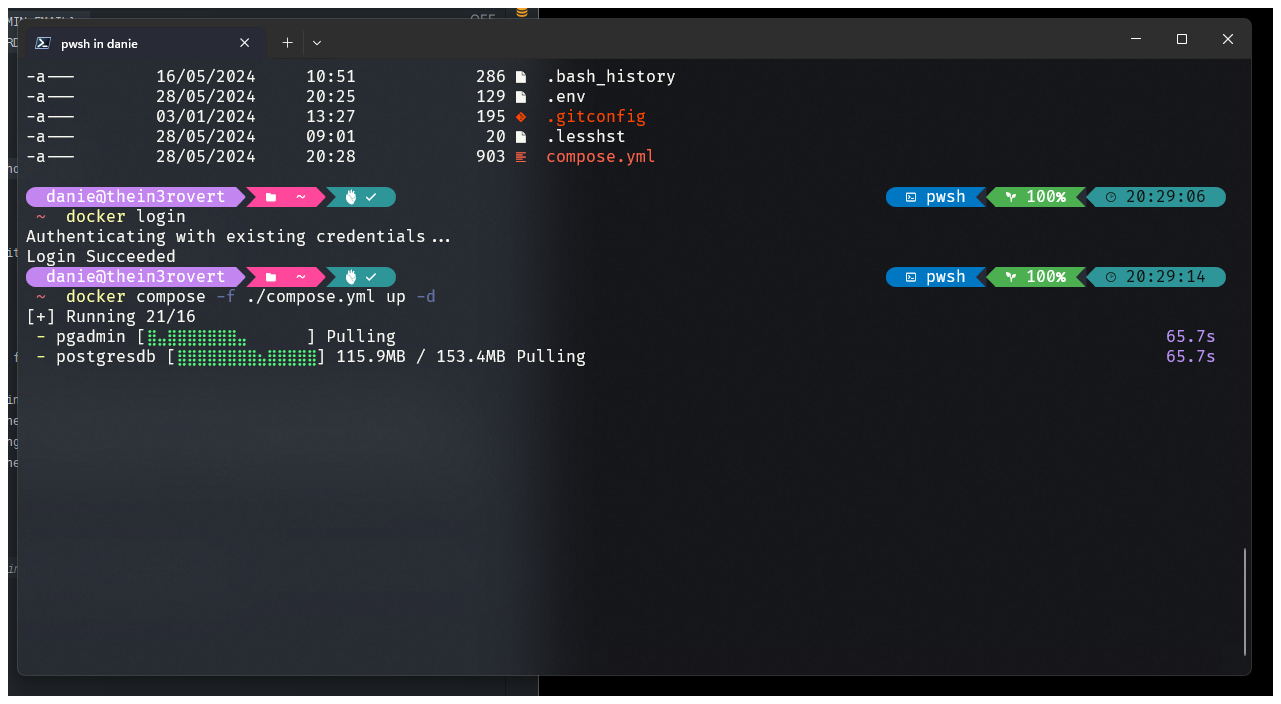 OFF
pwsh in danie
-a--- 16/05/2024 10:51 286 .bash_history
-a--- 28/05/2024 20:25 129 .env
-a--- 03/01/2024 13:27 195 .gitconfig
-a--- 28/05/2024 09:01 20 .lesshst
-a--- 28/05/2024 20:28 903 compose.yml
danie@thein3rovert ~ pwsh 100% 20:29:06
~ docker login
Authenticating with existing credentials...
Login Succeeded
danie@thein3rovert ~ pwsh 100% 20:29:14
~ docker compose -f ./compose.yml up -d
[+] Running 21/16
- pgadmin [⣿⣤⣿⣿⣿⣿⣿⣿⣿⣤ ] Pulling 65.7s
- postgresdb [⣿⣿⣿⣿⣿⣿⣿⣿⣦⣿⣿⣿⣿⣿] 115.9MB / 153.4MB Pulling 65.7s